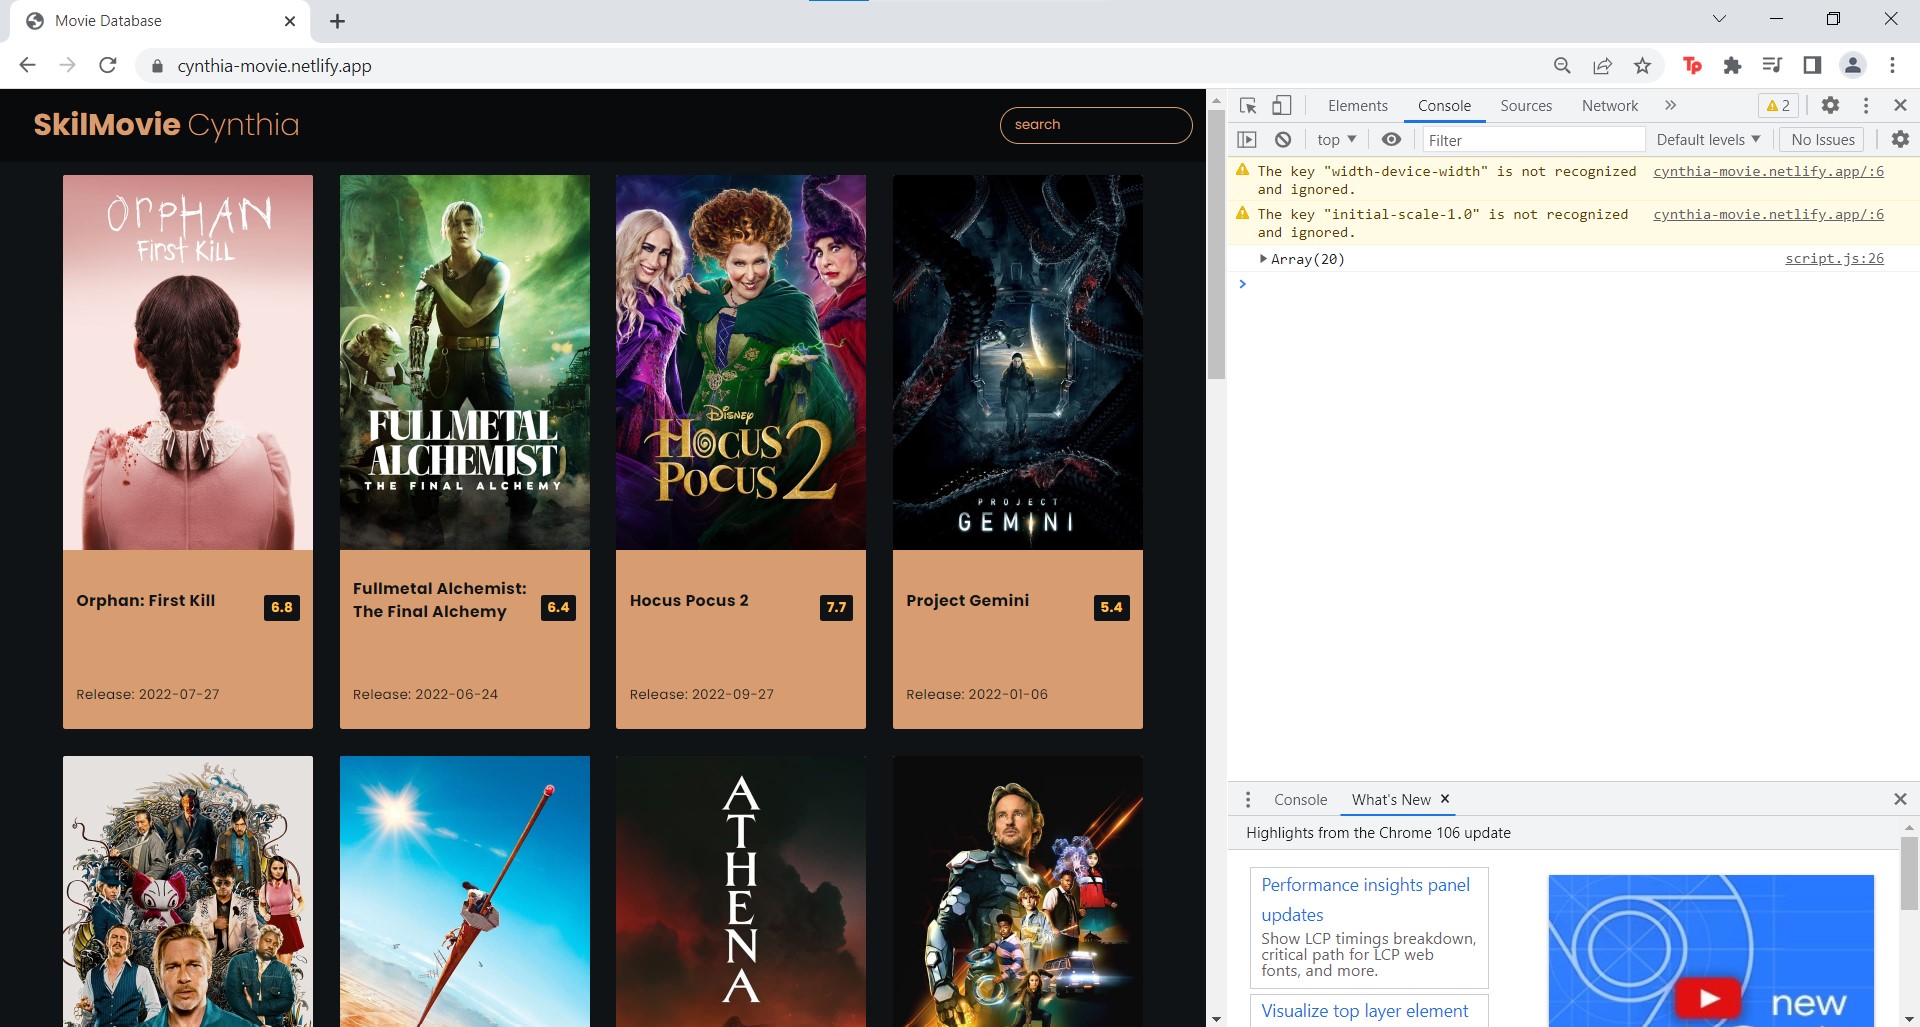 Movie Database
cynthia-movie.netlify.app
Tp
SkilMovie Cynthia
search
ORPHAN
First KILL
FULLMETAL
ALCHEMIST
THE FINAL ALCHEMY
Disney
HOCUS
POCUS 2
PROJECT
GEMINI
Orphan: First Kill
6.8
Release: 2022-07-27
Fullmetal Alchemist:
The Final Alchemy
6.4
Release: 2022-06-24
Hocus Pocus 2
7.7
Release: 2022-09-27
Project Gemini
5.4
Release: 2022-01-06
ATHENA
Elements Console Sources Network » 2
top Filter Default levels No Issues
The key "width-device-width" is not recognized cynthia-movie.netlify.app/:6
and ignored.
The key "initial-scale-1.0" is not recognized cynthia-movie.netlify.app/:6
and ignored.
Array(20) script.js:26
Console What's New
Highlights from the Chrome 106 update
Performance insights panel
updates
Show LCP timings breakdown,
critical path for LCP web
fonts, and more.
Visualize top layer element
new